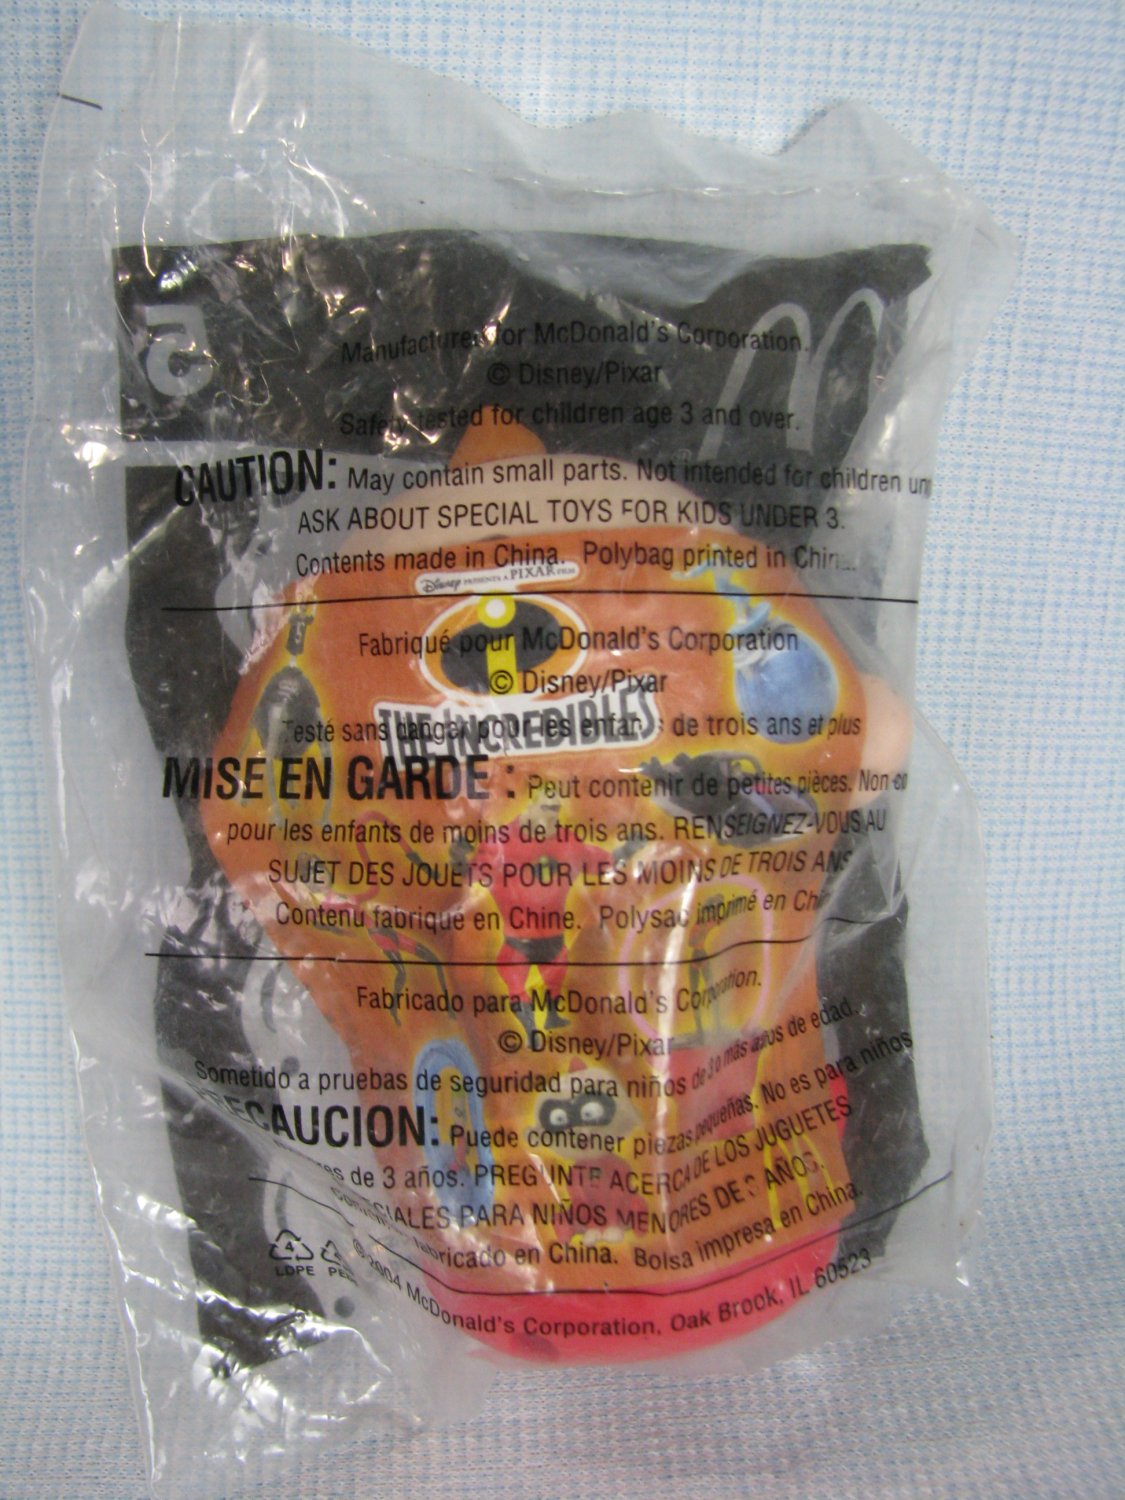 Manufactured for McDonald's Corporation.
© Disney/Pixar
Safety tested for children age 3 and over.
CAUTION: May contain small parts. Not intended for children
ASK ABOUT SPECIAL TOYS FOR KIDS UNDER 3.
Contents made in China. Polybag printed in
Disney PRESENTS A PIXAR FILM
THE INCREDIBLES
Fabriqué pour McDonald's Corporation
© Disney/Pixar
Testé sans danger pour les enfants de trois ans et plus
MISE EN GARDE : Peut contenir de petites pièces. Non
pour les enfants de moins de trois ans. RENSEIGNEZ-VOUS AU
SUJET DES JOUETS POUR LES MOINS DE TROIS ANS
Contenu fabriqué en Chine. Polysac imprimé en
Fabricado para McDonald's Corporation.
© Disney/Pixar
Sometido a pruebas de seguridad para niños de 3 o más años de edad.
PRECAUCION: Puede contener piezas pequeñas. No es para niños
de 3 años. PREGUNTE ACERCA DE LOS JUGUETES
PARA NIÑOS MENORES DE 3 AÑOS.
fabricado en China. Bolsa impresa en China.
© 2004 McDonald's Corporation, Oak Brook, IL 60523
4
LDPE
5